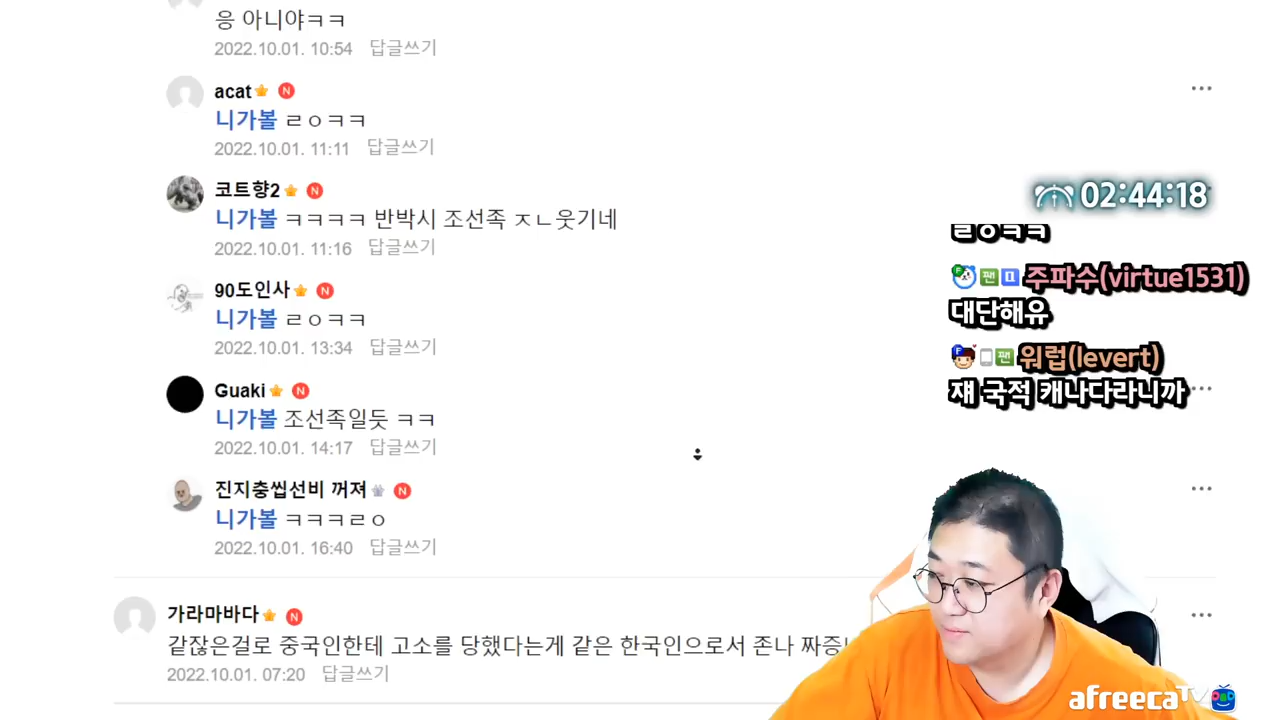 응 아니야ㅋㅋ
2022.10.01. 10:54 답글쓰기
acat N
니가볼 ㄹㅇㅋㅋ
2022.10.01. 11:11 답글쓰기
코트향2 N
니가볼 ㅋㅋㅋㅋ 반박시 조선족 ㅈㄴ웃기네
2022.10.01. 11:16 답글쓰기
90도인사 N
니가볼 ㄹㅇㅋㅋ
2022.10.01. 13:34 답글쓰기
Guaki N
니가볼 조선족일듯 ㅋㅋ
2022.10.01. 14:17 답글쓰기
진지충씹선비 꺼져 N
니가볼 ㅋㅋㅋㄹㅇ
2022.10.01. 16:40 답글쓰기
가라마바다 N
같잖은걸로 중국인한테 고소를 당했다는게 같은 한국인으로서 존나 짜증
2022.10.01. 07:20 답글쓰기
02:44:18
F 팬 주파수(virtue1531)
대단해유
F 팬 워럽(levert)
쟤 국적 캐나다라니까
afreecaTV